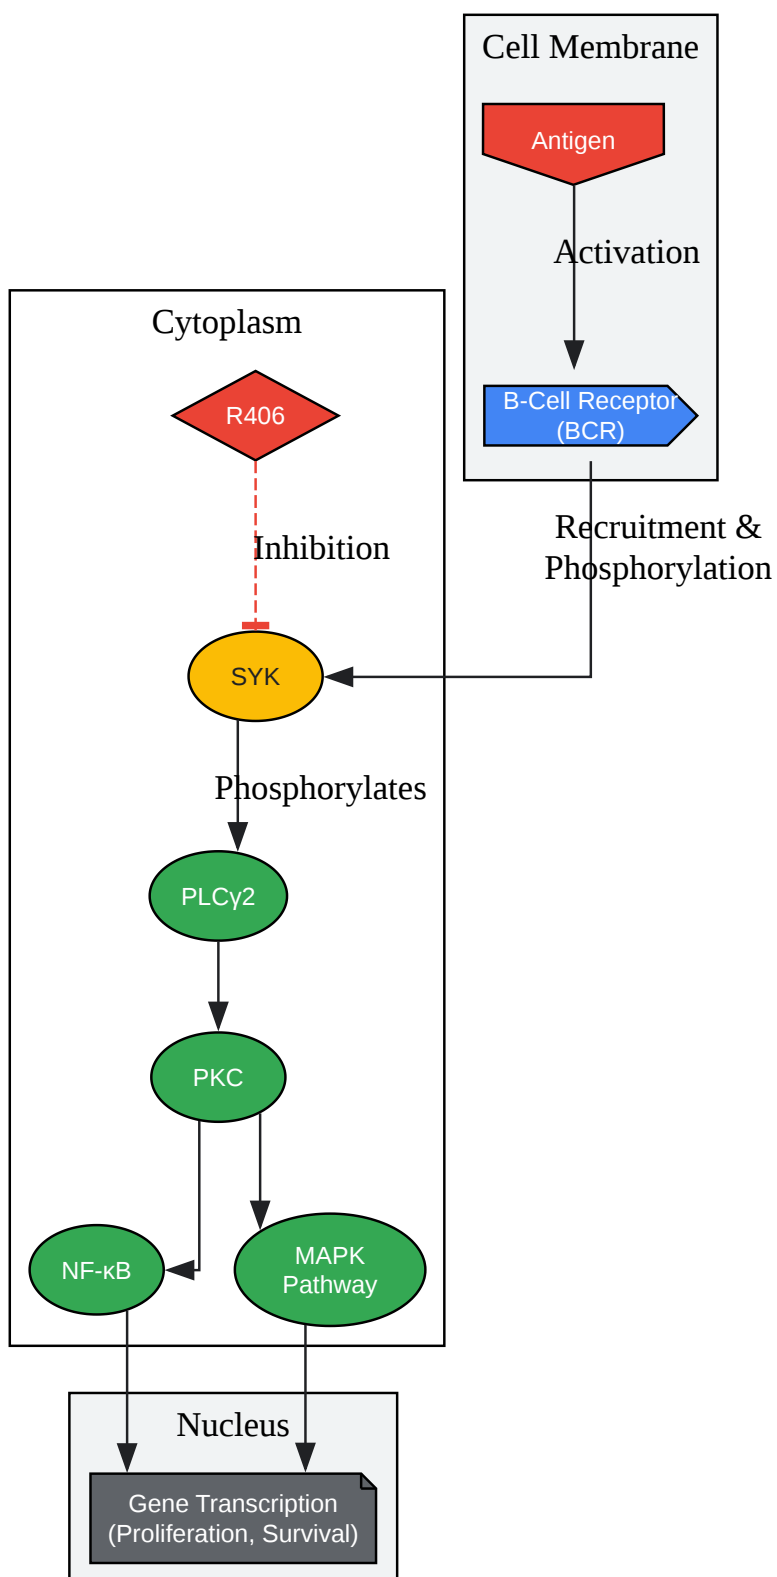 Cell Membrane
Antigen
Activation
B-Cell Receptor
(BCR)
Recruitment &
Phosphorylation
Cytoplasm
R406
Inhibition
SYK
Phosphorylates
PLCγ2
PKC
NF-κB
MAPK
Pathway
Nucleus
Gene Transcription
(Proliferation, Survival)